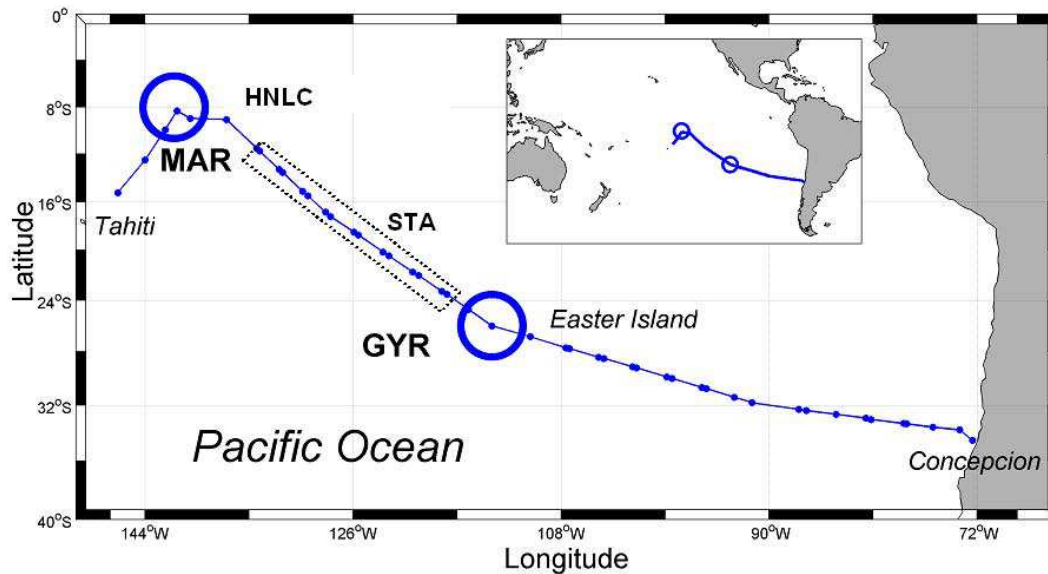 0°
8°S
16°S
24°S
32°S
40°S
Latitude
HNLC
MAR
Tahiti
STA
GYR
Easter Island
Pacific Ocean
Concepcion
144°W
126°W
108°W
90°W
72°W
Longitude